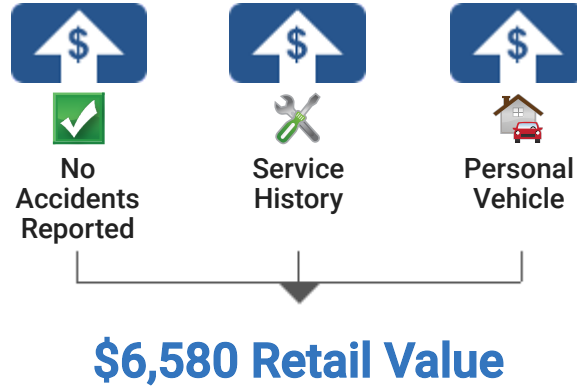 $ $ $
No Accidents Reported
Service History
Personal Vehicle
$6,580 Retail Value